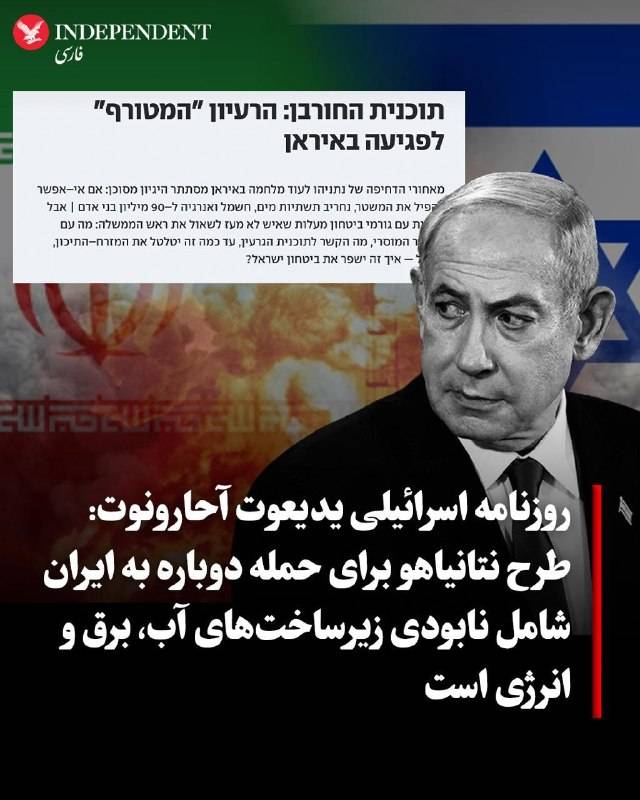 INDEPENDENT
فارسی
תוכנית החורבן: הרעיון "המטורף"
לפגיעה באיראן
מאחורי הדחיפה של נתניהו לעוד מלחמה באיראן מסתתר היגיון מסוכן: אם אי-אפשר
הפיל את המשטר, נחריב תשתיות מים, חשמל ואנרגיה ל-90 מיליון בני אדם | אבל
ת עם גורמי ביטחון מעלות שאיש לא מעז לשאול את ראש הממשלה: מה עם
ר המוסרי, מה הקשר לתוכנית הגרעין, עד כמה זה יטלטל את המזרח-התיכון,
ל – איך זה ישפר את ביטחון ישראל?
روزنامه اسرائیلی یدیعوت آحارونوت:
طرح نتانیاهو برای حمله دوباره به ایران
شامل نابودی زیرساخت‌های آب، برق و
انرژی است